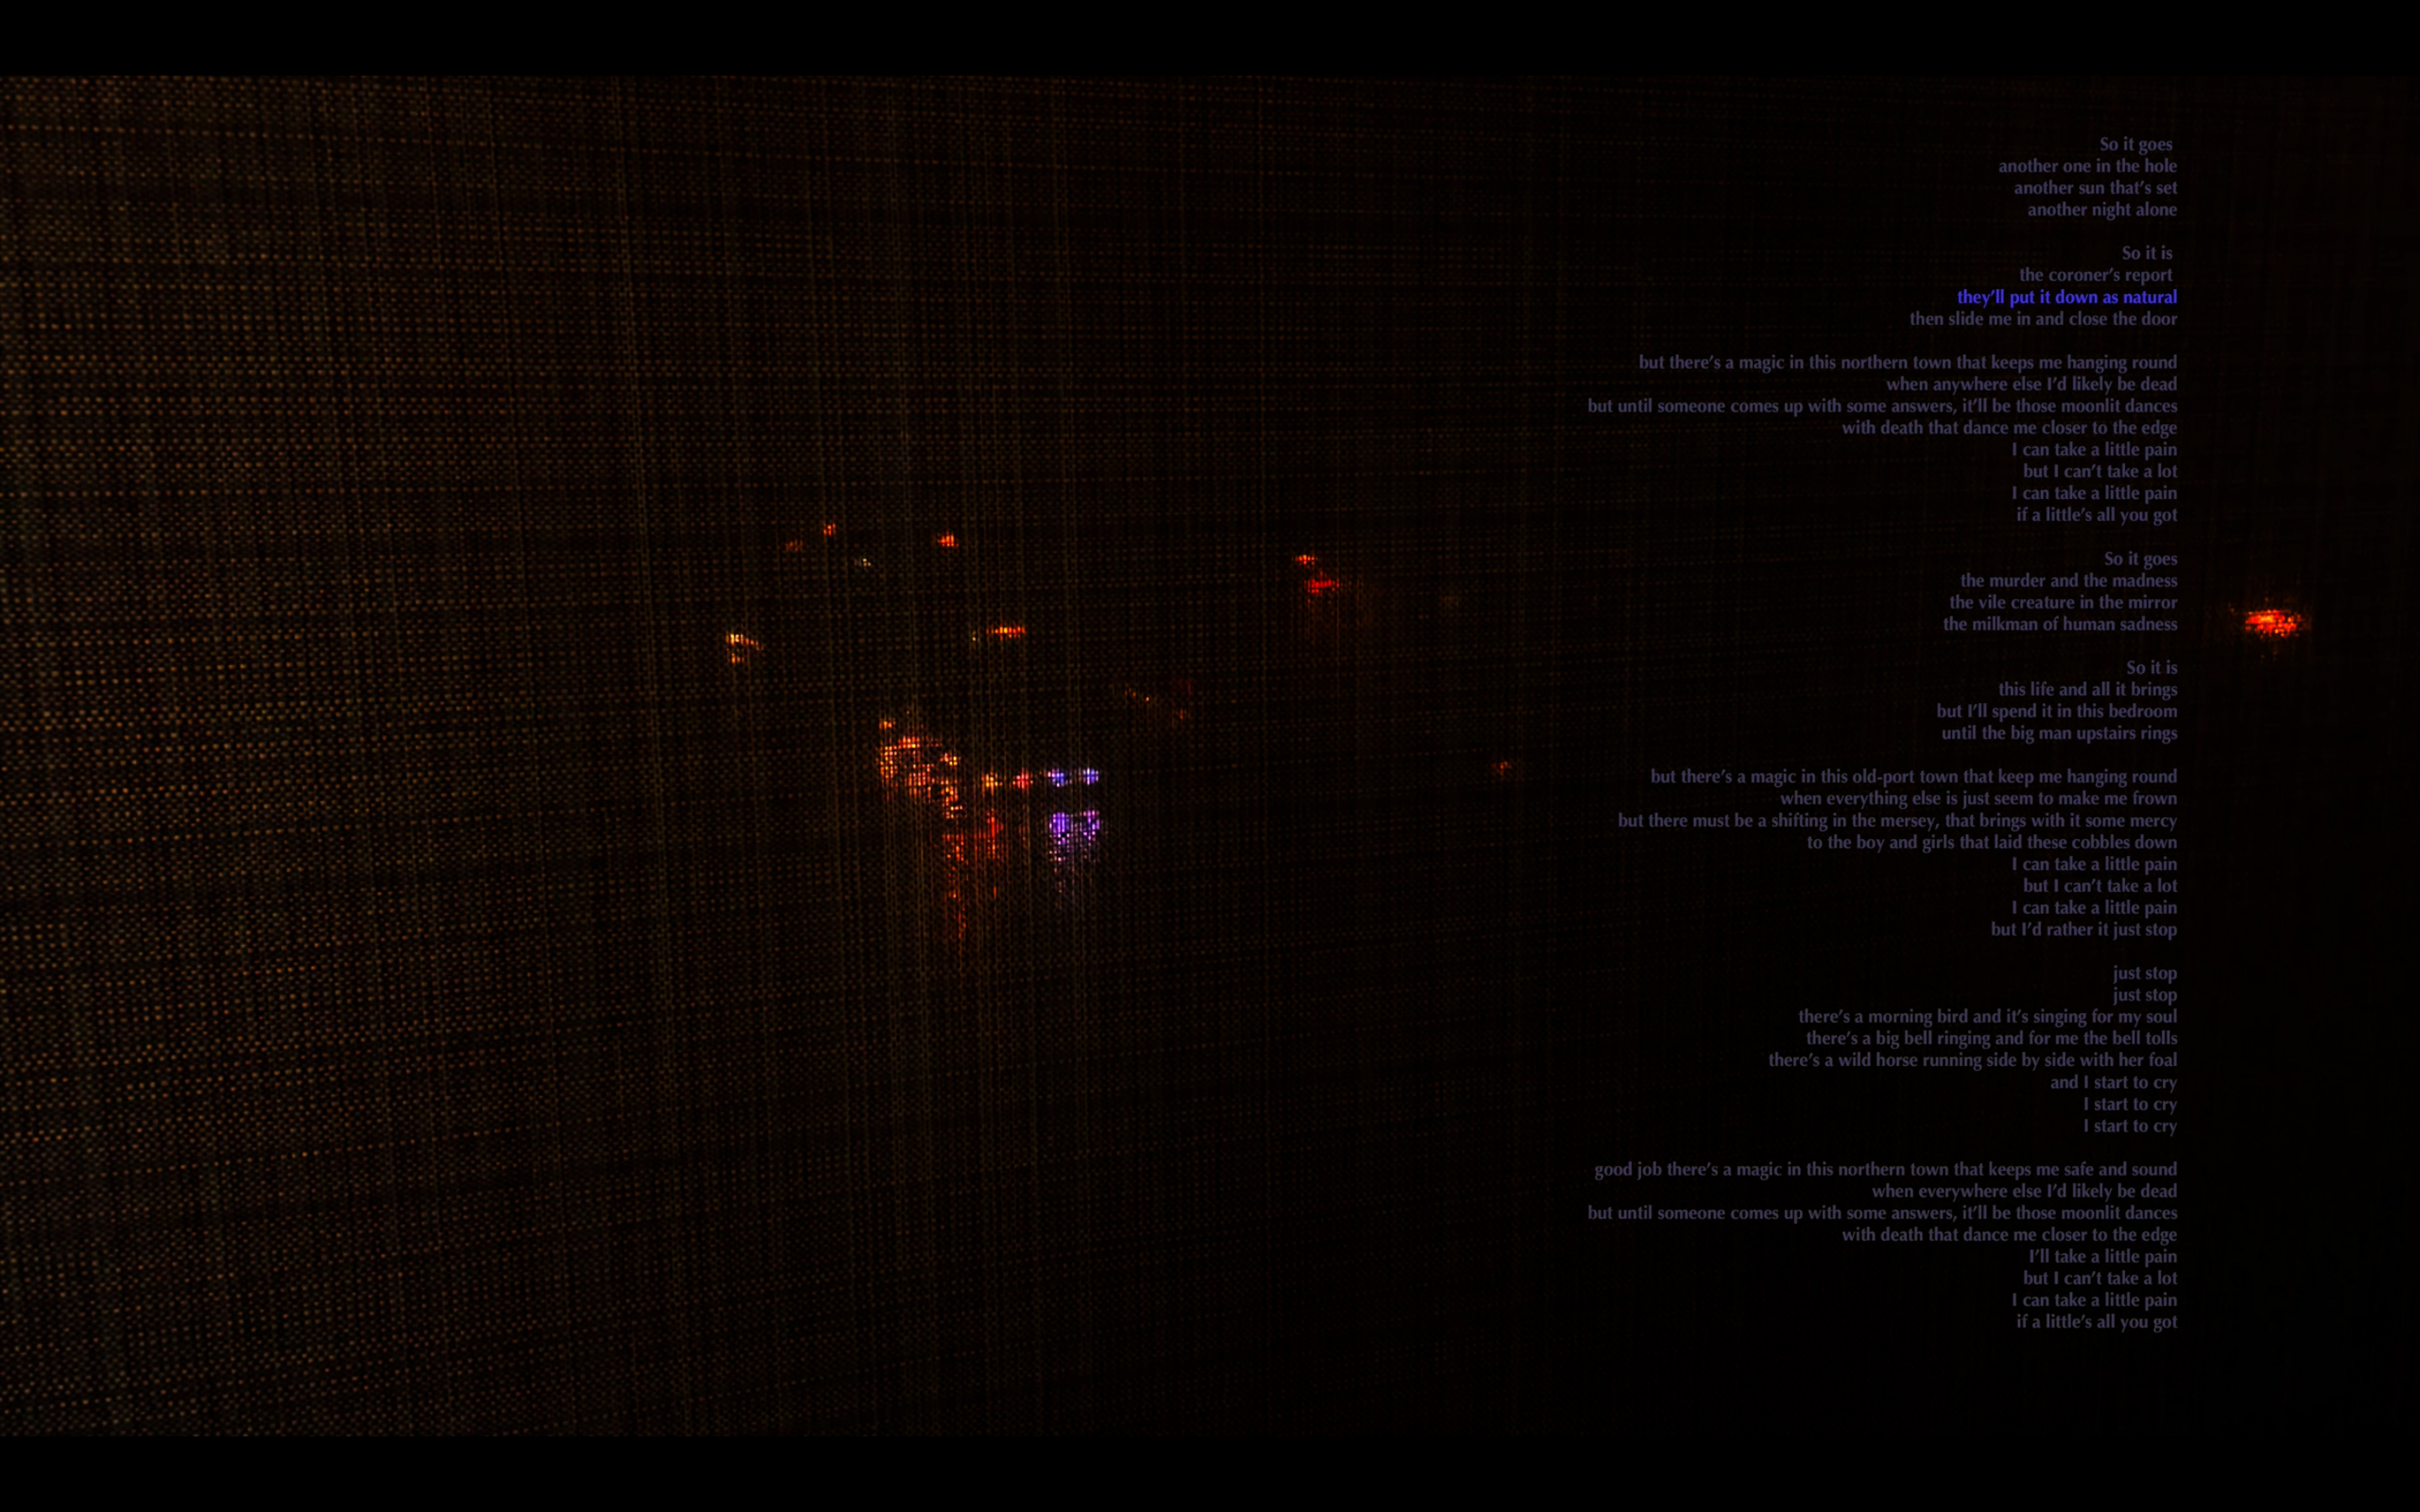 So it goes
another one in the hole
another sun that's set
another night alone
So it is
the coroner's report
they'll put it down as natural
then slide me in and close the door
but there's a magic in this northern town that keeps me hanging round
when anywhere else I'd likely be dead
but until someone comes up with some answers, it'll be those moonlit dances
with death that dance me closer to the edge
I can take a little pain
but I can't take a lot
I can take a little pain
if a little's all you got
So it goes
the murder and the madness
the vile creature in the mirror
the milkman of human sadness
So it is
this life and all it brings
but I'll spend it in this bedroom
until the big man upstairs rings
but there's a magic in this old-port town that keep me hanging round
when everything else is just seem to make me frown
but there must be a shifting in the mersey, that brings with it some mercy
to the boy and girls that laid these cobbles down
I can take a little pain
but I can't take a lot
I can take a little pain
but I'd rather it just stop
just stop
just stop
there's a morning bird and it's singing for my soul
there's a big bell ringing and for me the bell tolls
there's a wild horse running side by side with her foal
and I start to cry
I start to cry
I start to cry
good job there's a magic in this northern town that keeps me safe and sound
when everywhere else I'd likely be dead
but until someone comes up with some answers, it'll be those moonlit dances
with death that dance me closer to the edge
I'll take a little pain
but I can't take a lot
I can take a little pain
if a little's all you got